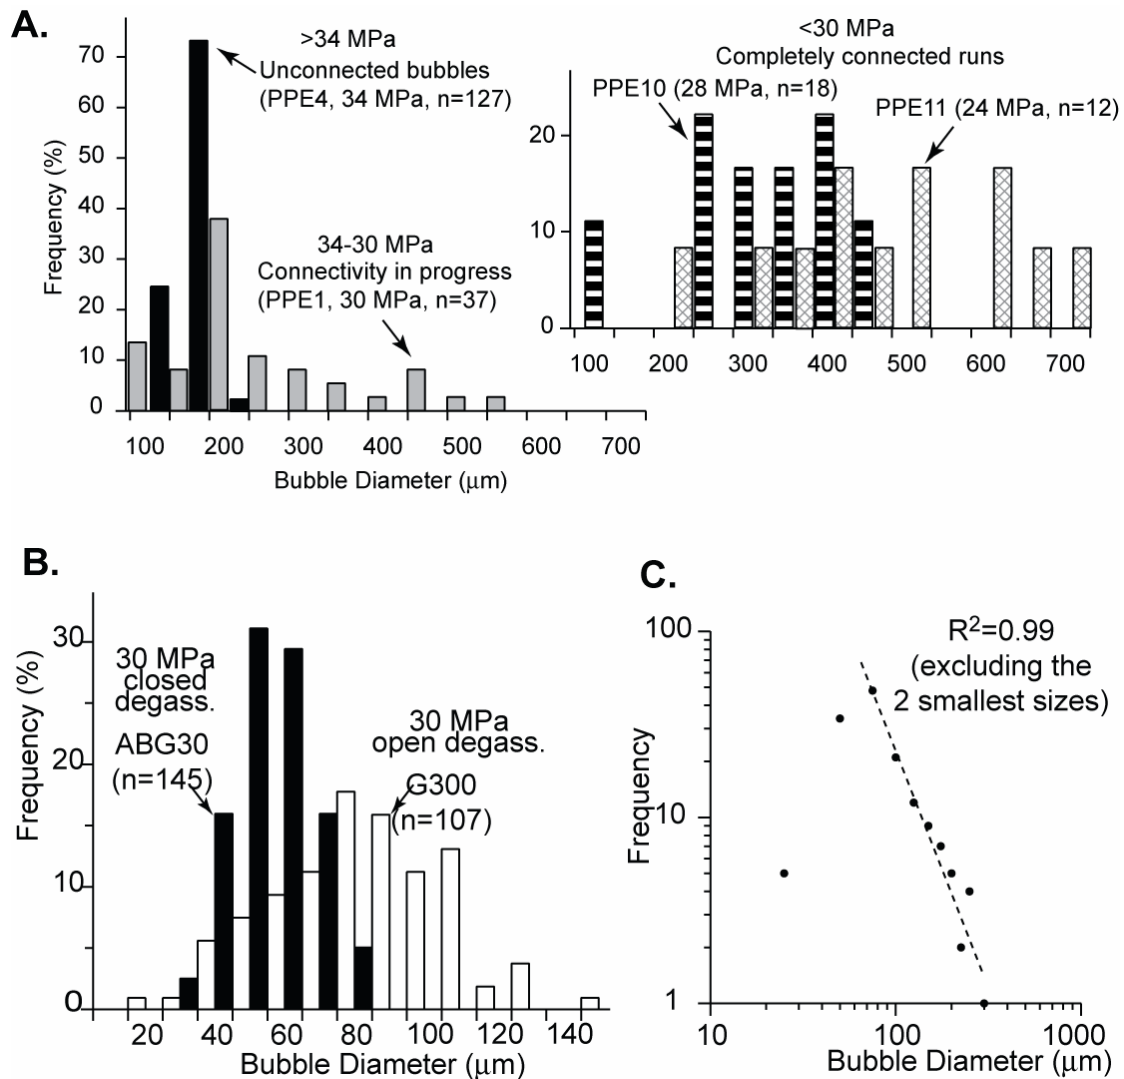 A.
>34 MPa
Unconnected bubbles
(PPE4, 34 MPa, n=127)
34-30 MPa
Connectivity in progress
(PPE1, 30 MPa, n=37)
Frequency (%)
70
60
50
40
30
20
10
0
100 200 300 400 500 600 700
Bubble Diameter (μm)
<30 MPa
Completely connected runs
PPE10 (28 MPa, n=18)
PPE11 (24 MPa, n=12)
20
10
0
100 200 300 400 500 600 700
B.
30 MPa
closed
degass.
ABG30
(n=145)
30 MPa
open degass.
G300
(n=107)
Frequency (%)
30
20
10
0
20 40 60 80 100 120 140
Bubble Diameter (μm)
C.
R²=0.99
(excluding the
2 smallest sizes)
Frequency
100
10
1
10 100 1000
Bubble Diameter (μm)